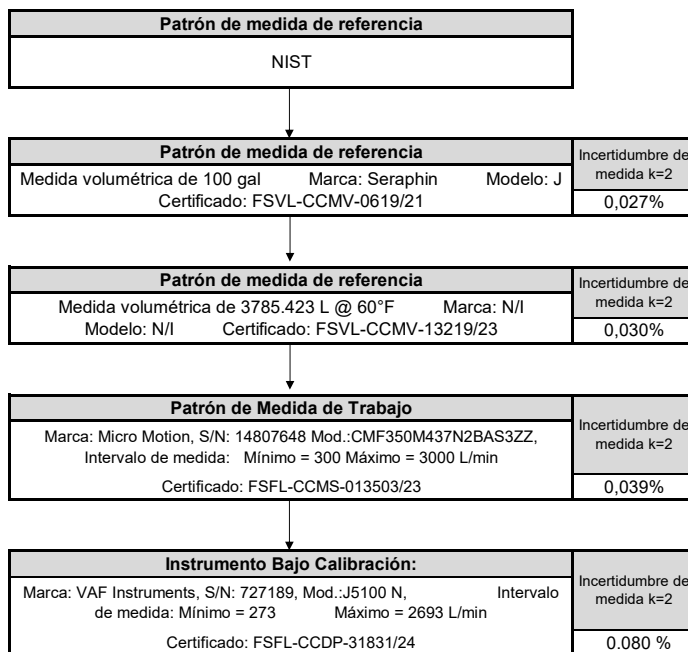 Patrón de medida de referencia
NIST
Patrón de medida de referencia
Incertidumbre de
medida k=2
Medida volumétrica de 100 gal Marca: Seraphin Modelo: J
Certificado: FSVL-CCMV-0619/21
0,027%
Patrón de medida de referencia
Incertidumbre de
medida k=2
Medida volumétrica de 3785.423 L @ 60°F Marca: N/I
Modelo: N/I Certificado: FSVL-CCMV-13219/23
0,030%
Patrón de Medida de Trabajo
Incertidumbre de
medida k=2
Marca: Micro Motion, S/N: 14807648 Mod.:CMF350M437N2BAS3ZZ,
Intervalo de medida: Mínimo = 300 Máximo = 3000 L/min
Certificado: FSFL-CCMS-013503/23
0,039%
Instrumento Bajo Calibración:
Incertidumbre de
medida k=2
Marca: VAF Instruments, S/N: 727189, Mod.:J5100 N, Intervalo
de medida: Mínimo = 273 Máximo = 2693 L/min
Certificado: FSFL-CCDP-31831/24
0.080 %